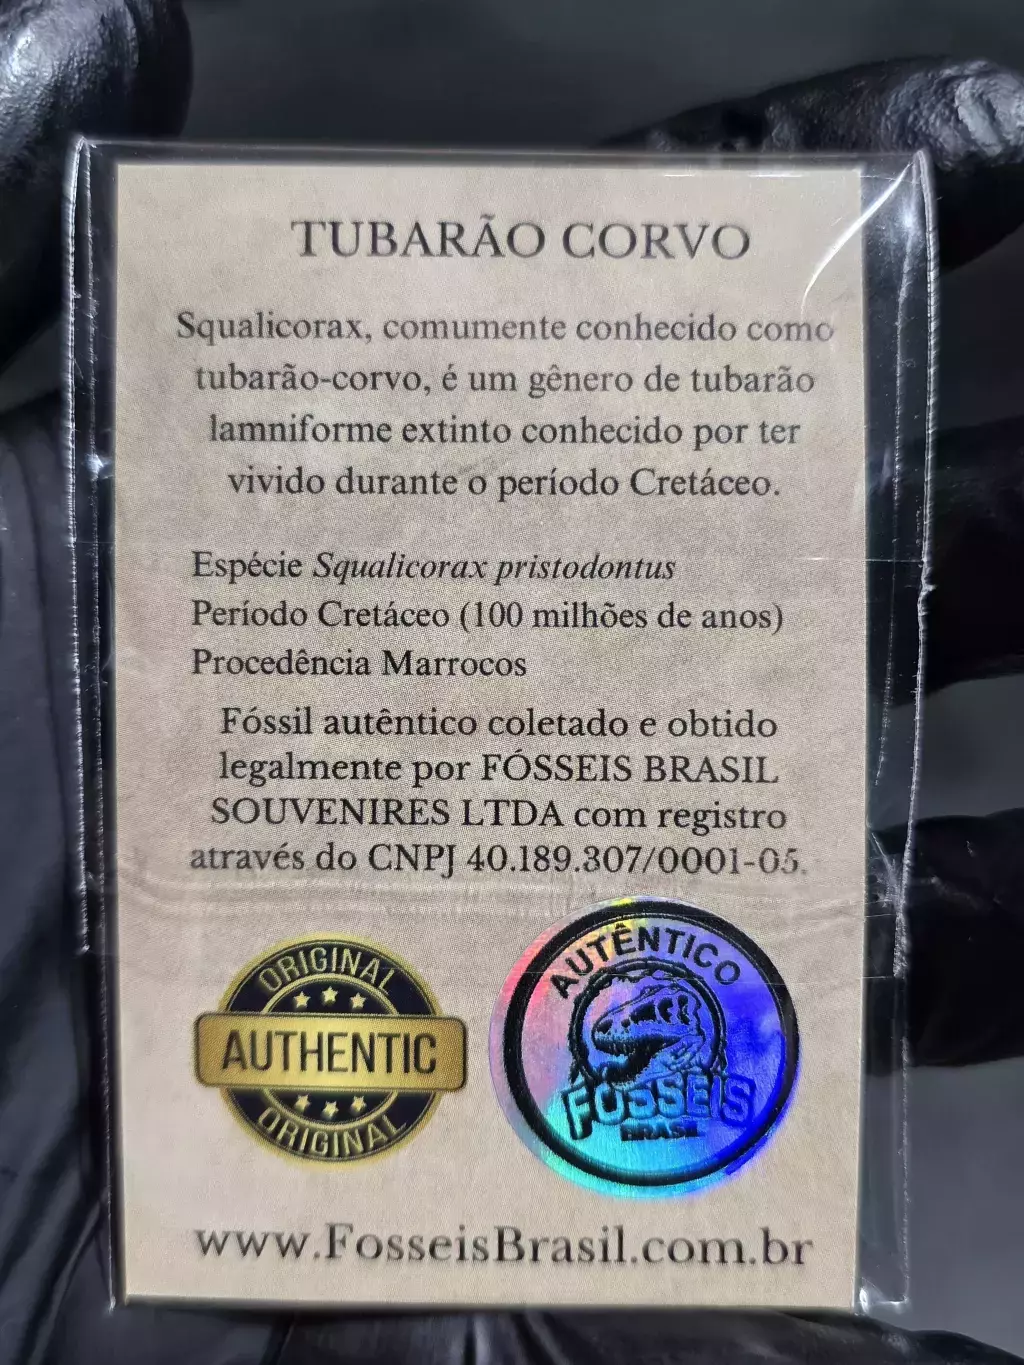 TUBARÃO CORVO
Squalicorax, comumente conhecido como
tubarão-corvo, é um gênero de tubarão
lamniforme extinto conhecido por ter
vivido durante o período Cretáceo.
Espécie Squalicorax pristodontus
Período Cretáceo (100 milhões de anos)
Procedência Marrocos
Fóssil autêntico coletado e obtido
legalmente por FÓSSEIS BRASIL
SOUVENIRES LTDA com registro
através do CNPJ 40.189.307/0001-05.
ORIGINAL
AUTHENTIC
ORIGINAL
AUTÊNTICO
FOSSEIS
BRASIL
www.FosseisBrasil.com.br